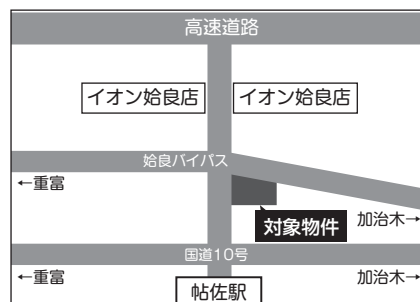 高速道路
イオン姶良店
イオン姶良店
姶良バイパス
←重富
対象物件
加治木→
国道10号
←重富
帖佐駅
加治木→